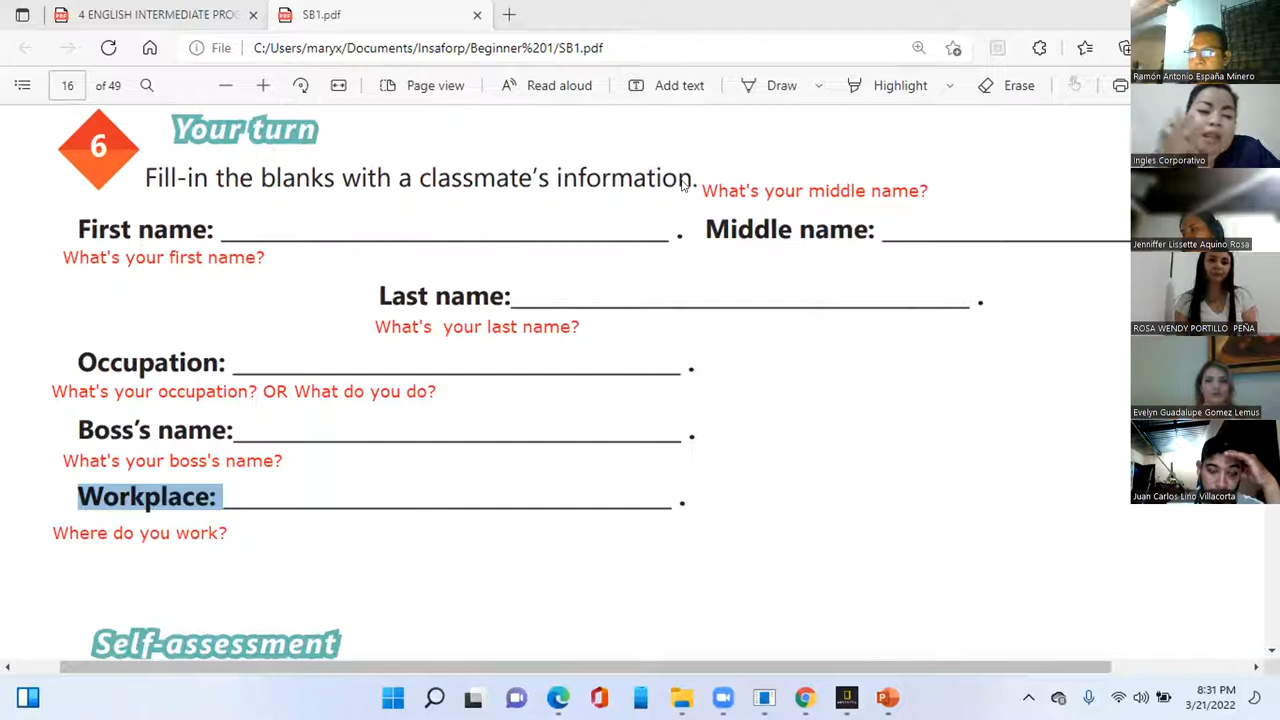 4 ENGLISH INTERMEDIATE PROG
SB1.pdf
File
C:/Users/maryx/Documents/Insaforp/Beginner%201/SB1.pdf
16 of 49
Page view
Read aloud
Add text
Draw
Highlight
Erase
6
Your turn
Fill-in the blanks with a classmate's information.
What's your middle name?
First name: ________________ . Middle name: ________________
What's your first name?
Last name:________________ .
What's your last name?
Occupation: ________________ .
What's your occupation? OR What do you do?
Boss's name:________________ .
What's your boss's name?
Workplace: ________________ .
Where do you work?
Self-assessment
Ramón Antonio España Minero
Ingles Corporativo
Jenniffer Lissette Aquino Rosa
ROSA WENDY PORTILLO PEÑA
Evelyn Guadalupe Gomez Lemus
Juan Carlos Lino Villacorta
8:31 PM
3/21/2022